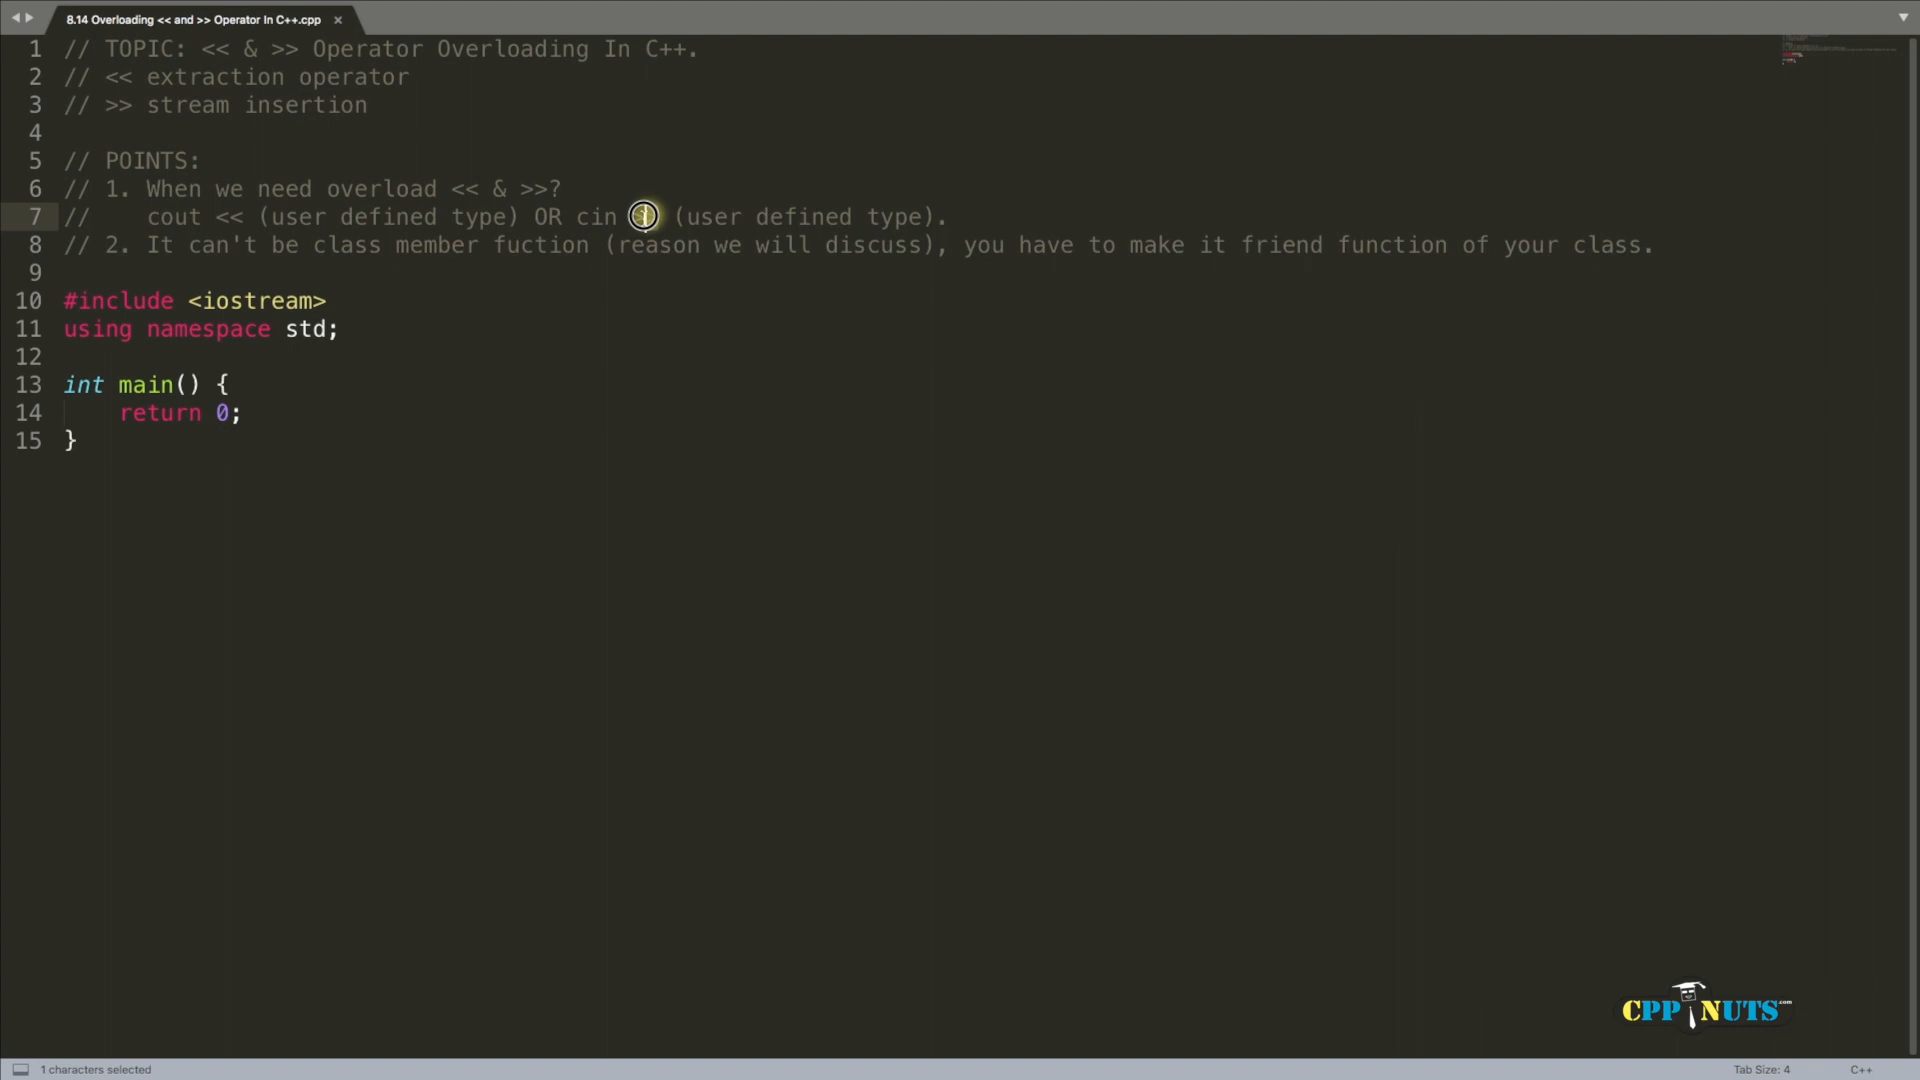 8.14 Overloading << and >> Operator In C++.cpp ×
1 // TOPIC: << & >> Operator Overloading In C++.
2 // << extraction operator
3 // >> stream insertion
4
5 // POINTS:
6 // 1. When we need overload << & >>?
7 // cout << (user defined type) OR cin (user defined type).
8 // 2. It can't be class member fuction (reason we will discuss), you have to make it friend function of your class.
9
10 #include <iostream>
11 using namespace std;
12
13 int main() {
14 return 0;
15 }
CPP NUTS .com
1 characters selected
Tab Size: 4
C++